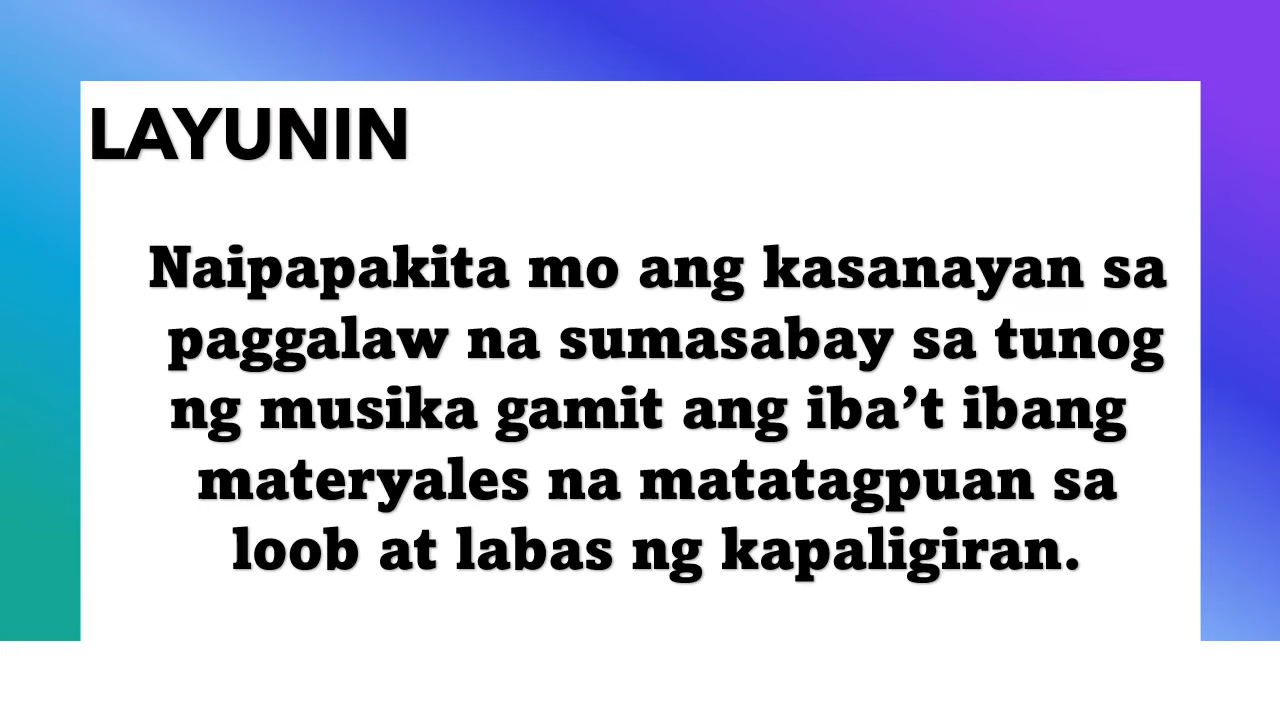 LAYUNIN
Naipapakita mo ang kasanayan sa
paggalaw na sumasabay sa tunog
ng musika gamit ang iba’t ibang
materyales na matatagpuan sa
loob at labas ng kapaligiran.